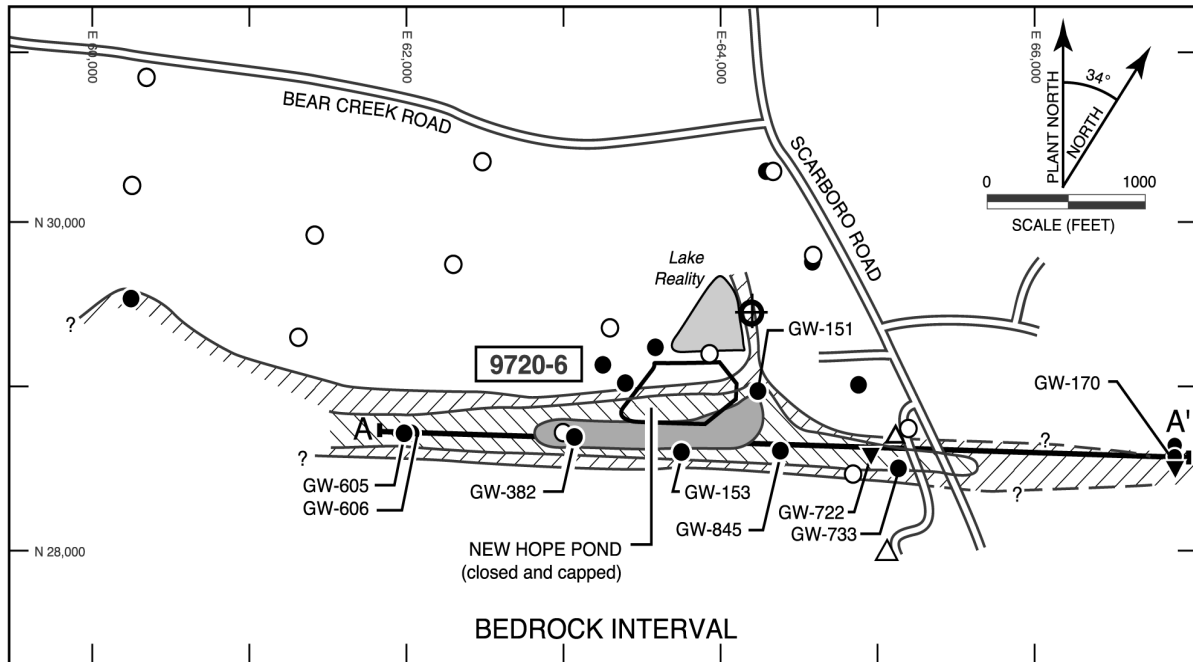 E 60,000
E 62,000
E-64,000
E 66,000
PLANT NORTH
34°
NORTH
BEAR CREEK ROAD
SCARBORO ROAD
0 1000
SCALE (FEET)
N 30,000
Lake
Reality
?
9720-6
GW-151
GW-170
A
A'
?
?
?
GW-605
GW-606
GW-382
GW-153
GW-845
GW-722
GW-733
NEW HOPE POND
(closed and capped)
N 28,000
BEDROCK INTERVAL